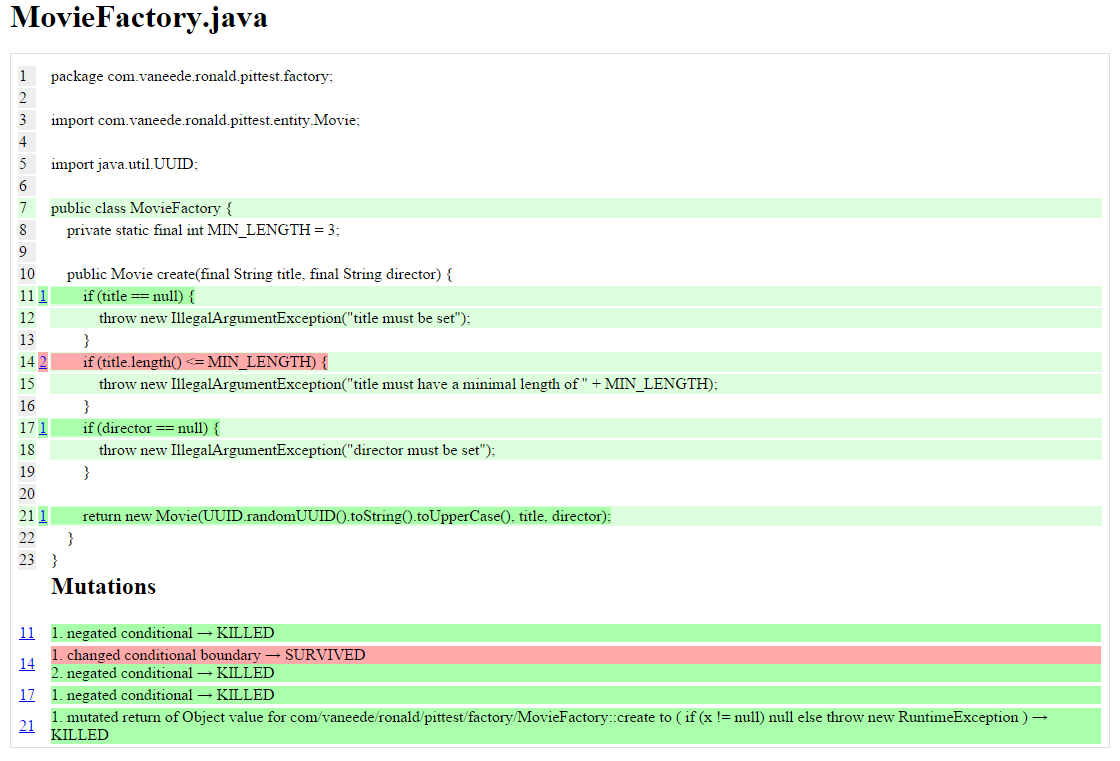 MovieFactory.java
1 package com.vaneede.ronald.pittest.factory;
2
3 import com.vaneede.ronald.pittest.entity.Movie;
4
5 import java.util.UUID;
6
7 public class MovieFactory {
8 private static final int MIN_LENGTH = 3;
9
10 public Movie create(final String title, final String director) {
11 1 if (title == null) {
12 throw new IllegalArgumentException("title must be set");
13 }
14 2 if (title.length() <= MIN_LENGTH) {
15 throw new IllegalArgumentException("title must have a minimal length of " + MIN_LENGTH);
16 }
17 1 if (director == null) {
18 throw new IllegalArgumentException("director must be set");
19 }
20
21 1 return new Movie(UUID.randomUUID().toString().toUpperCase(), title, director);
22 }
23 }
Mutations
11 1. negated conditional → KILLED
14 1. changed conditional boundary → SURVIVED
2. negated conditional → KILLED
17 1. negated conditional → KILLED
21 1. mutated return of Object value for com/vaneede/ronald/pittest/factory/MovieFactory::create to ( if (x != null) null else throw new RuntimeException ) →
KILLED